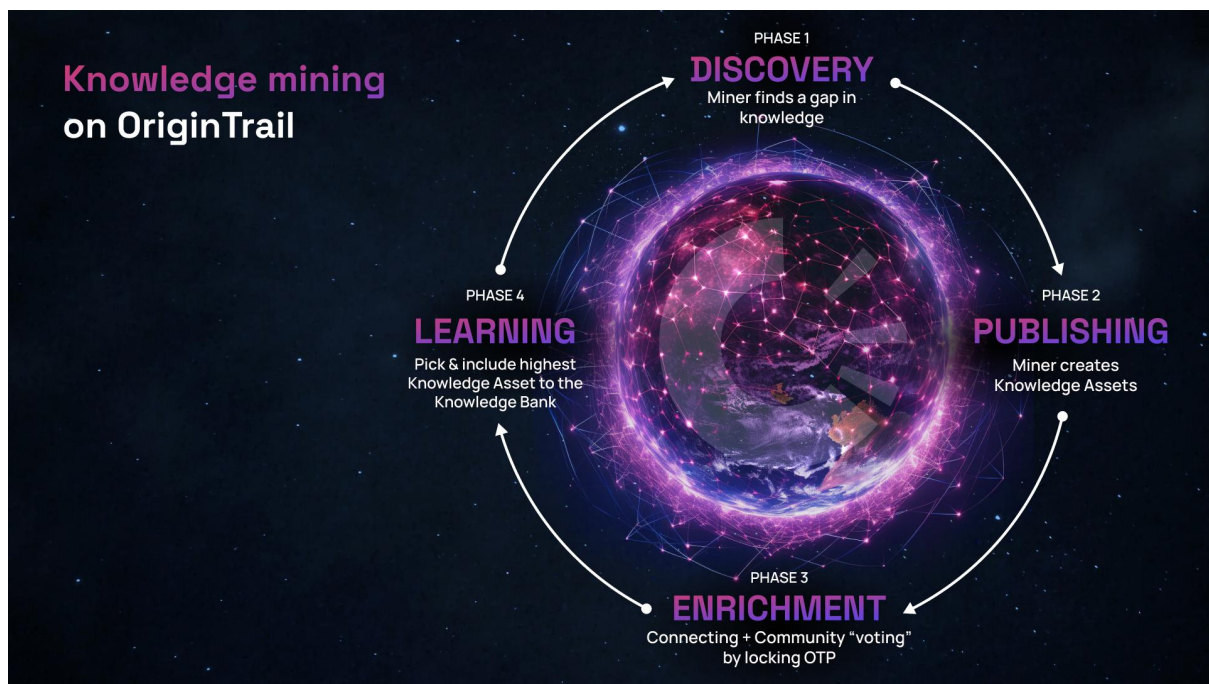 Knowledge mining
on OriginTrail
PHASE 1
DISCOVERY
Miner finds a gap in
knowledge
PHASE 2
PUBLISHING
Miner creates
Knowledge Assets
PHASE 3
ENRICHMENT
Connecting + Community “voting”
by locking OTP
PHASE 4
LEARNING
Pick & include highest
Knowledge Asset to the
Knowledge Bank